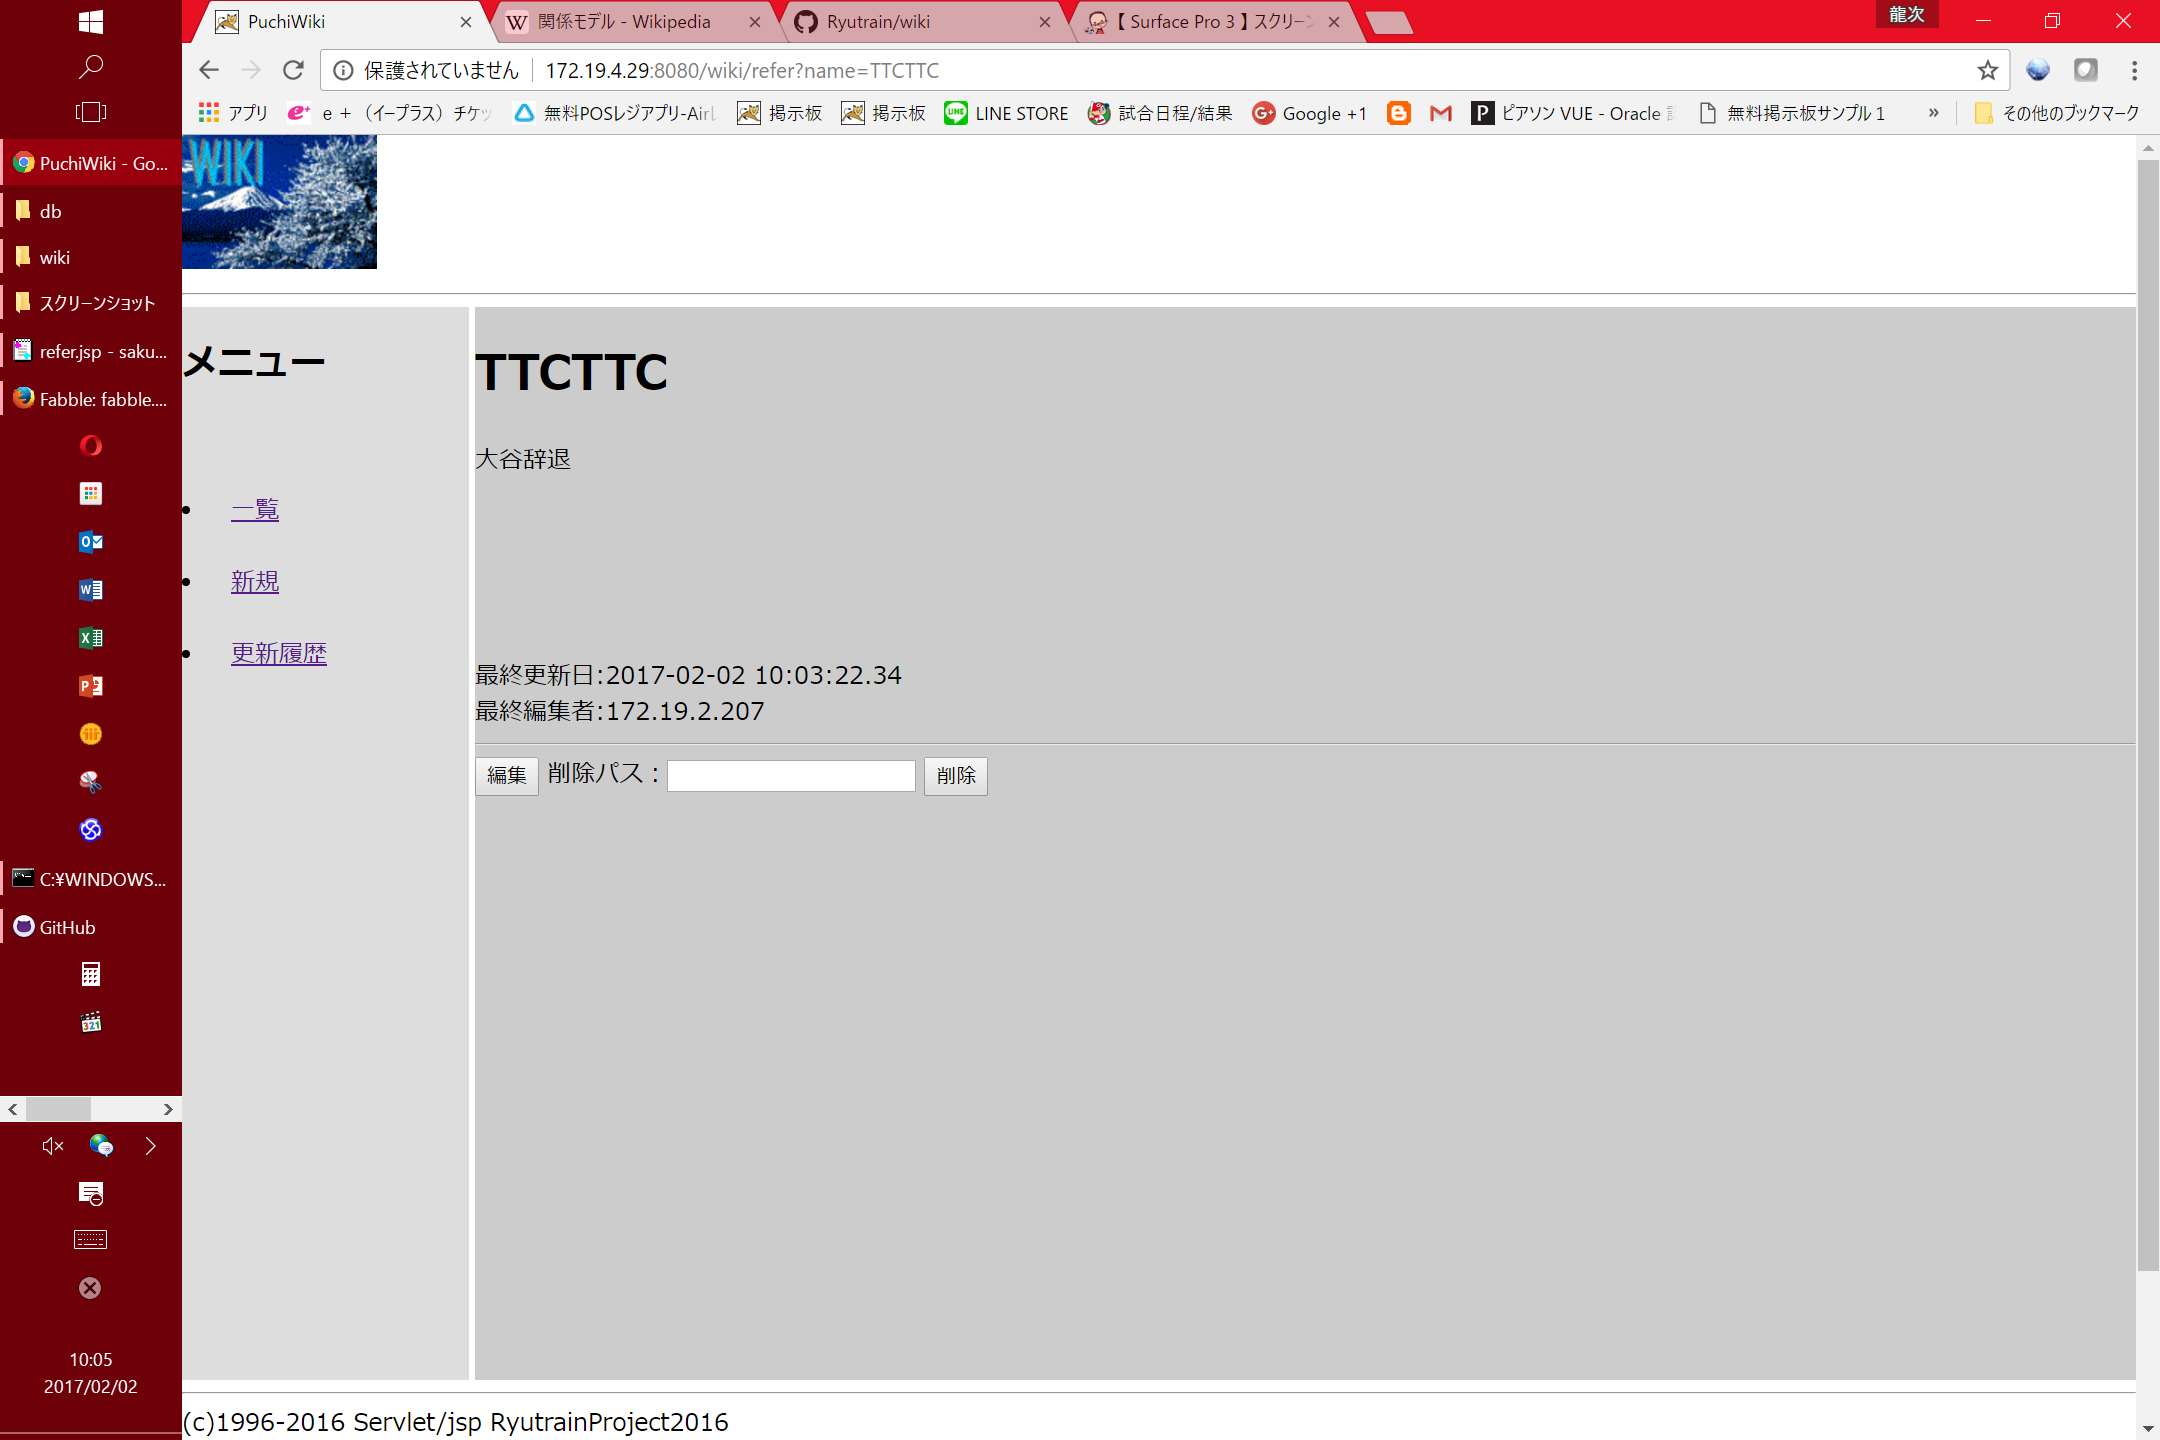 PuchiWiki
関係モデル - Wikipedia
Ryutrain/wiki
【 Surface Pro 3 】 スクリーン
龍次
保護されていません
172.19.4.29:8080/wiki/refer?name=TTCTTC
アプリ
e＋（イープラス）チケッ
無料POSレジアプリ-Air
掲示板
掲示板
LINE STORE
試合日程/結果
Google +1
ピアソン VUE - Oracle
無料掲示板サンプル 1
»
その他のブックマーク
PuchiWiki - Go...
db
wiki
スクリーンショット
refer.jsp - saku...
Fabble: fabble....
C:¥WINDOWS...
GitHub
10:05
2017/02/02
WIKI
メニュー
一覧
新規
更新履歴
TTCTTC
大谷辞退
最終更新日:2017-02-02 10:03:22.34
最終編集者:172.19.2.207
編集 削除パス： 削除
(c)1996-2016 Servlet/jsp RyutrainProject2016